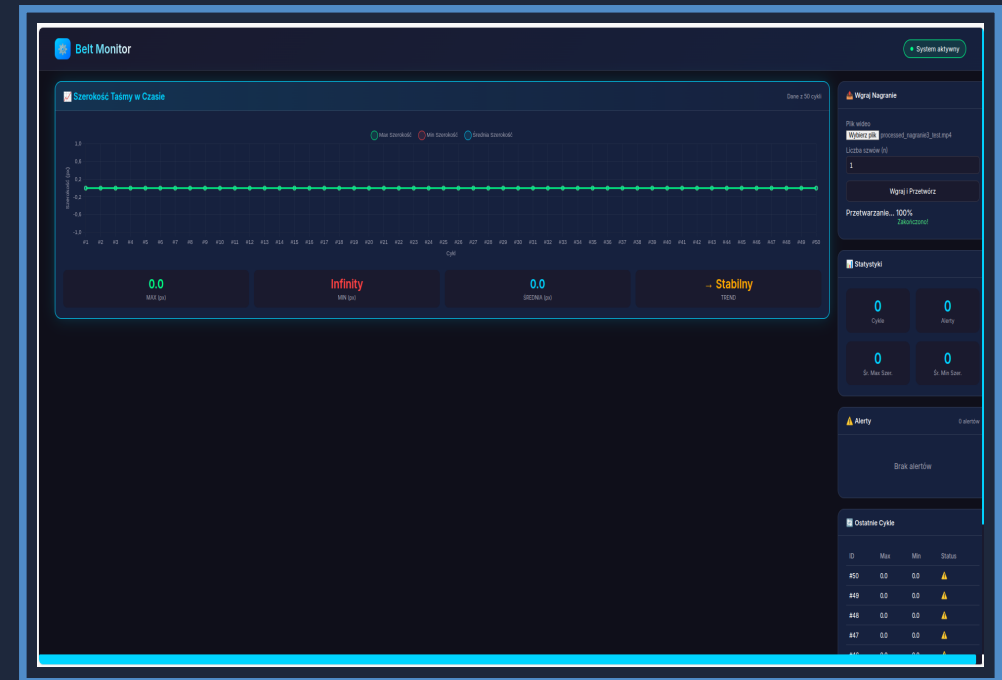 Belt Monitor
System aktywny
Szerokość Taśmy w Czasie
Dane z 50 cykli
Max Szerokość Min Szerokość Średnia Szerokość
Szerokość (px)
1.0
0.6
0.2
-0.2
-0.6
-1.0
#1 #2 #3 #4 #5 #6 #7 #8 #9 #10 #11 #12 #13 #14 #15 #16 #17 #18 #19 #20 #21 #22 #23 #24 #25 #26 #27 #28 #29 #30 #31 #32 #33 #34 #35 #36 #37 #38 #39 #40 #41 #42 #43 #44 #45 #46 #47 #48 #49 #50
Cykl
0.0
MAX (px)
Infinity
MIN (px)
0.0
ŚREDNIA (px)
→ Stabilny
TREND
Wgraj Nagranie
Plik wideo
Wybierz plik processed_nagranie3_test.mp4
Liczba szwów (n)
1
Wgraj i Przetwórz
Przetwarzanie... 100%
Zakończono!
Statystyki
0
Cykle
0
Alerty
0
Śr. Max Szer.
0
Śr. Min Szer.
Alerty
0 alertów
Brak alertów
Ostatnie Cykle
ID Max Min Status
#50 0.0 0.0
#49 0.0 0.0
#48 0.0 0.0
#47 0.0 0.0